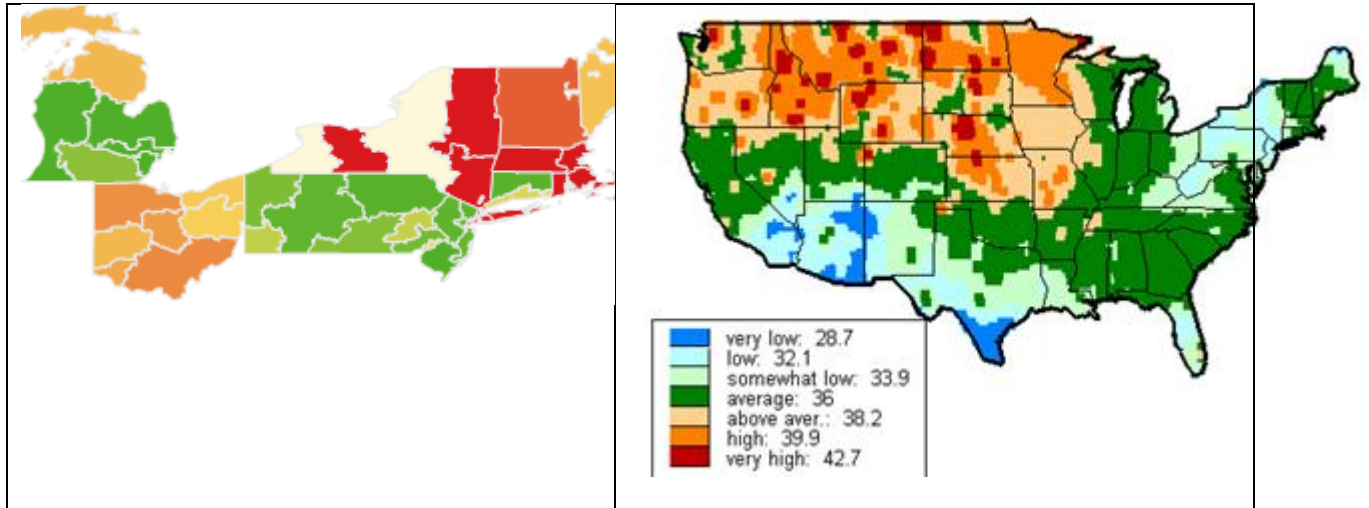 very low: 28.7
low: 32.1
somewhat low: 33.9
average: 36
above aver.: 38.2
high: 39.9
very high: 42.7